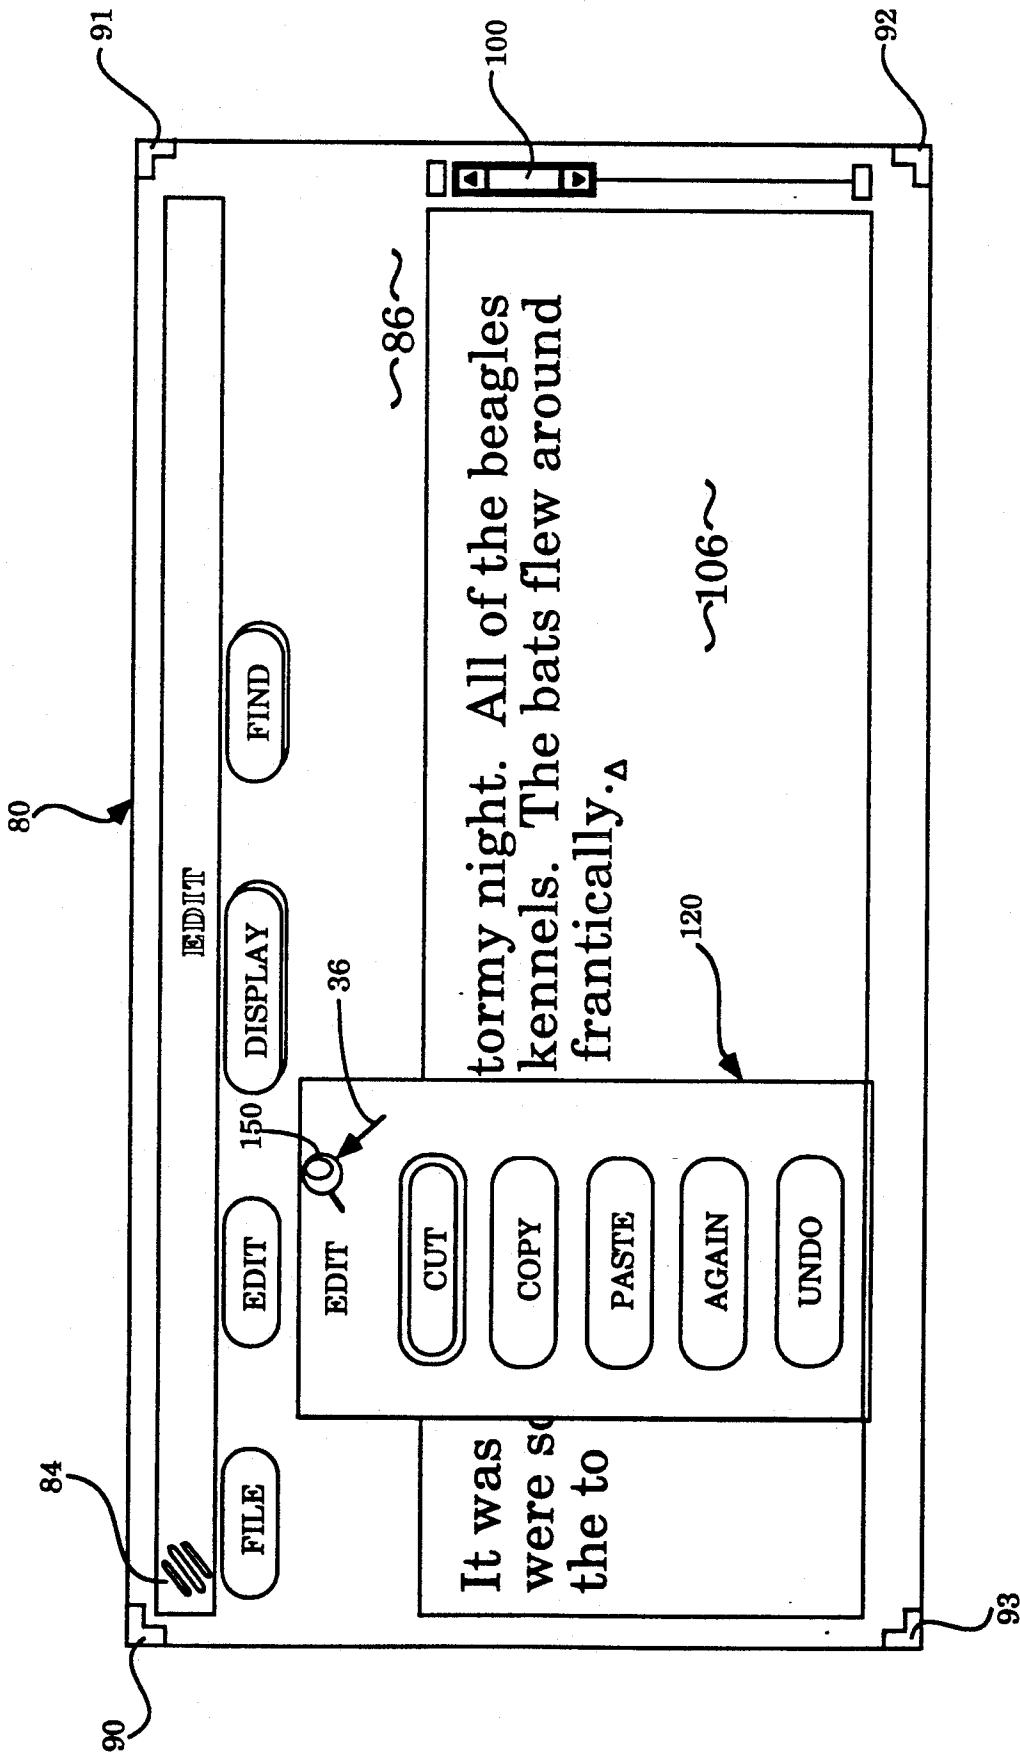 80
91
90
84
EDIT
FILE
EDIT
DISPLAY
FIND
150
36
86
100
EDIT
CUT
COPY
PASTE
AGAIN
UNDO
It was
tormy night. All of the beagles
were so
kennels. The bats flew around
the to
frantically.
120
106
93
92